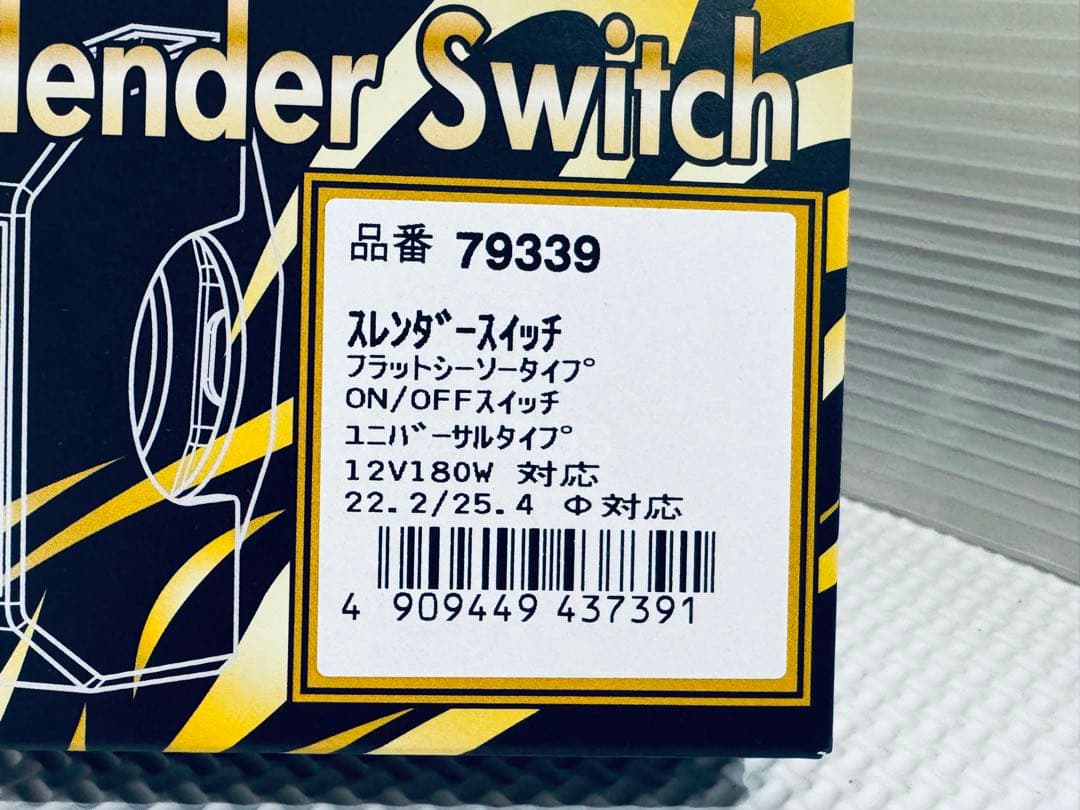 lender Switch
品番 79339
スレンダースイッチ
フラットシーソータイプ
ON/OFFスイッチ
ユニバーサルタイプ
12V180W 対応
22.2/25.4 Φ対応
4 909449 437391